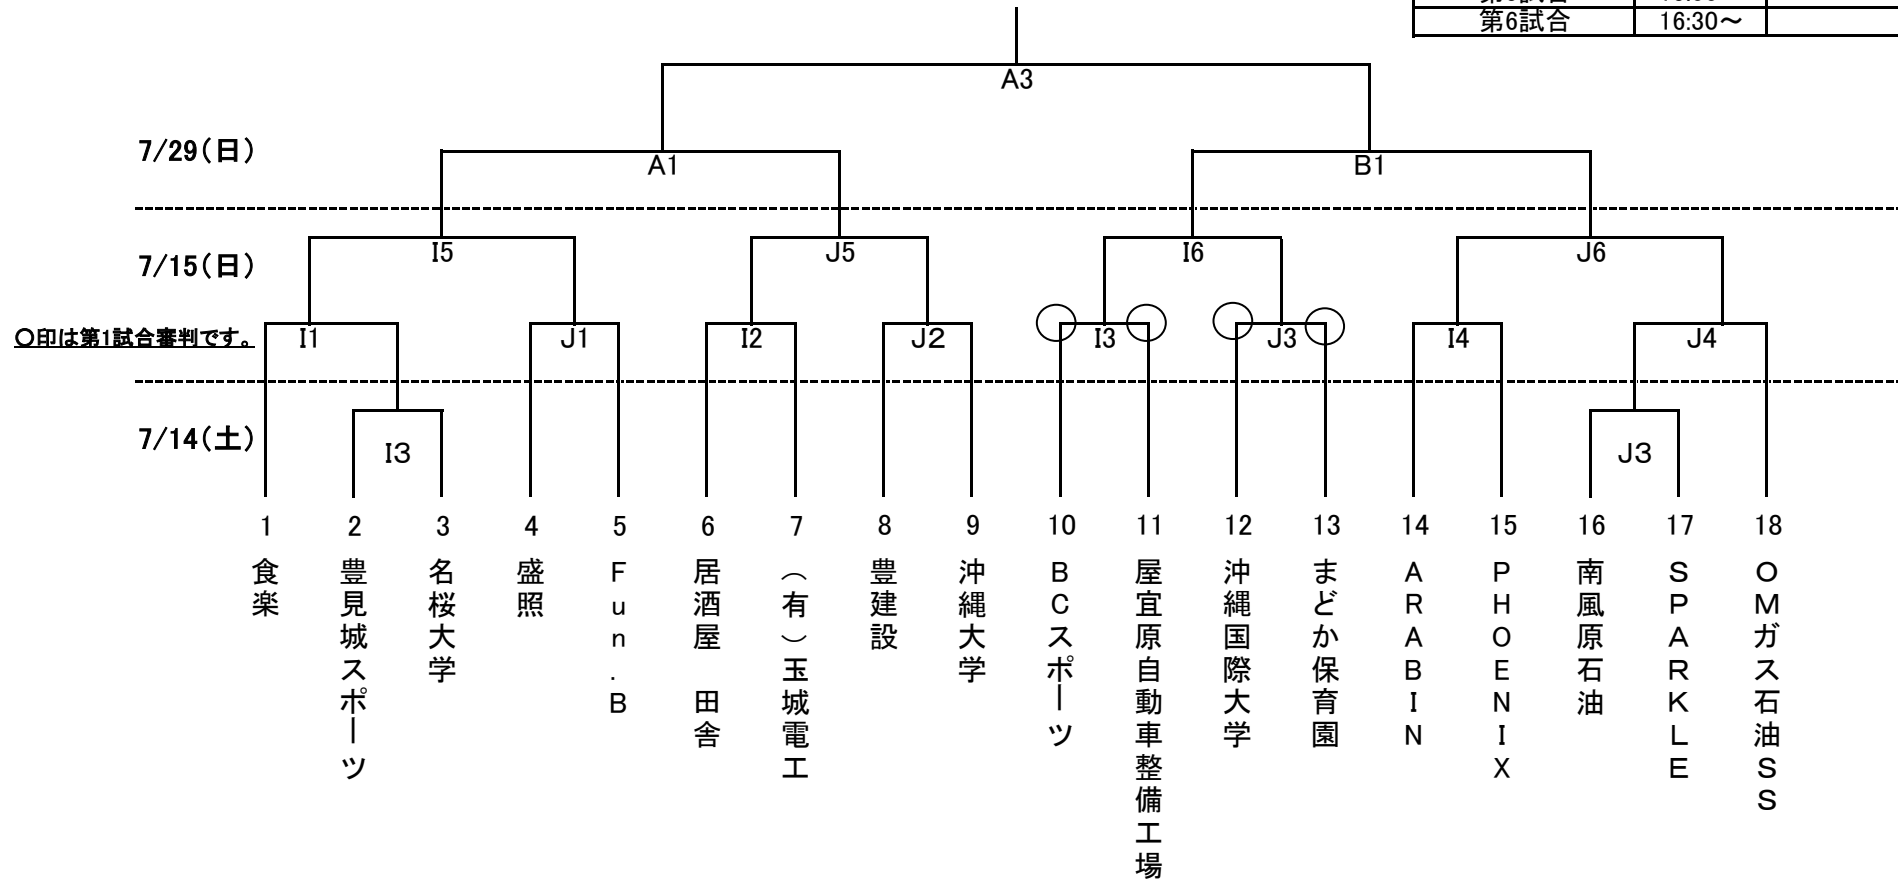 第6試合 16:30～
A3
7/29(日)
A1 B1
7/15(日)
I5 J5 I6 J6
〇印は第1試合審判です。
I1 J1 I2 J2 I3 J3 I4 J4
7/14(土)
I3 J3
1 2 3 4 5 6 7 8 9 10 11 12 13 14 15 16 17 18
食楽
豊見城スポーツ
名桜大学
盛照
Fun.B
居酒屋 田舎
(有)玉城電工
豊建設
沖縄大学
BCスポーツ
屋宜原自動車整備工場
沖縄国際大学
まどか保育園
ARABIN
PHOENIX
南風原石油
SPARKLE
OMガス石油SS